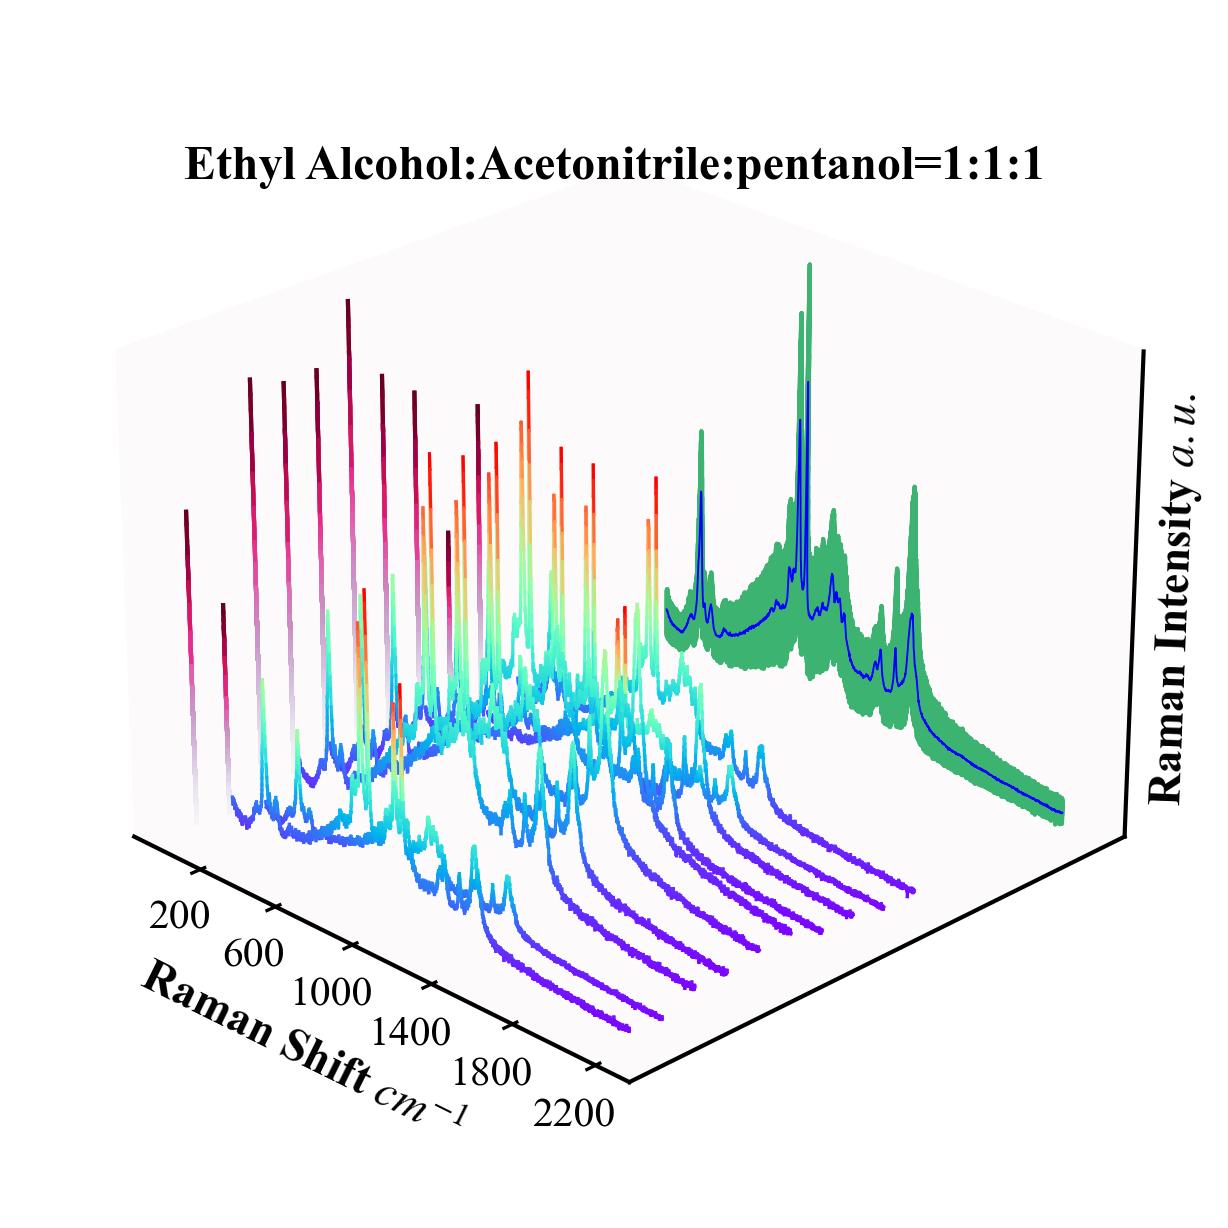 Ethyl Alcohol:Acetonitrile:pentanol=1:1:1
Raman Intensity a.u.
200
600
1000
1400
1800
2200
Raman Shift cm⁻¹